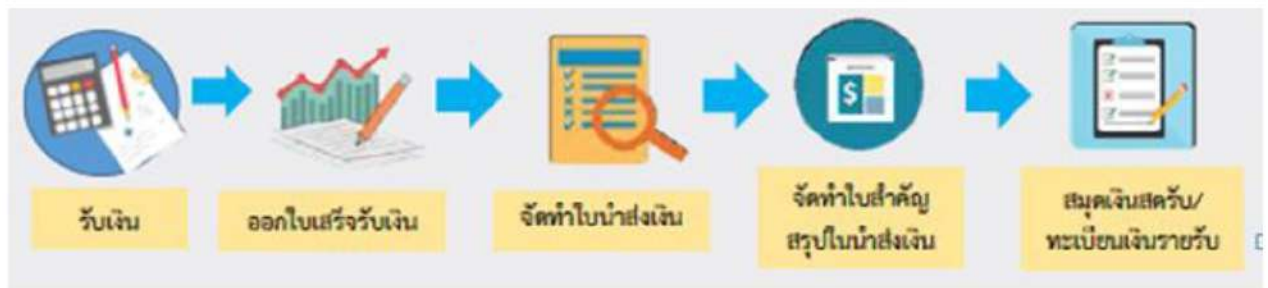 รับเงิน
ออกใบเสร็จรับเงิน
จัดทำใบนำส่งเงิน
จัดทำใบสำคัญ
สรุปใบนำส่งเงิน
สมุดเงินสดรับ/
ทะเบียนเงินรายรับ